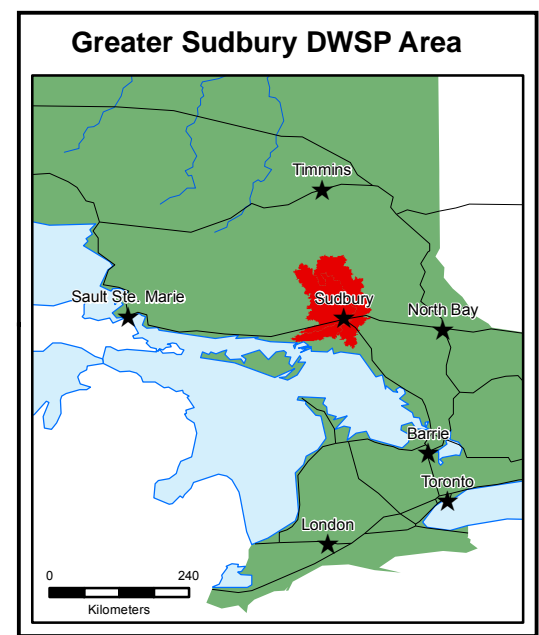 Greater Sudbury DWSP Area
Timmins
Sault Ste. Marie
Sudbury
North Bay
Barrie
Toronto
London
0 240
Kilometers